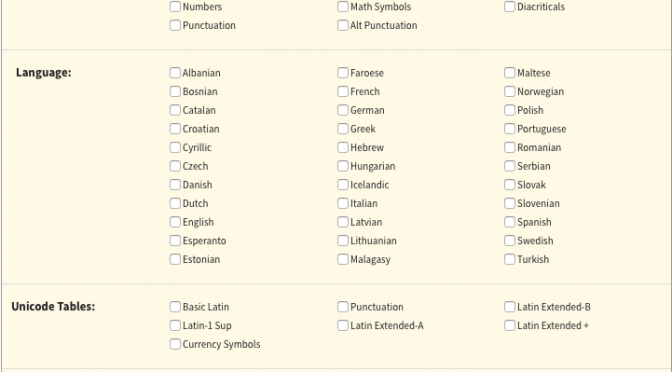 Numbers Math Symbols Diacriticals
Punctuation Alt Punctuation
Language: Albanian Faroese Maltese
Bosnian French Norwegian
Catalan German Polish
Croatian Greek Portuguese
Cyrillic Hebrew Romanian
Czech Hungarian Serbian
Danish Icelandic Slovak
Dutch Italian Slovenian
English Latvian Spanish
Esperanto Lithuanian Swedish
Estonian Malagasy Turkish
Unicode Tables: Basic Latin Punctuation Latin Extended-B
Latin-1 Sup Latin Extended-A Latin Extended +
Currency Symbols